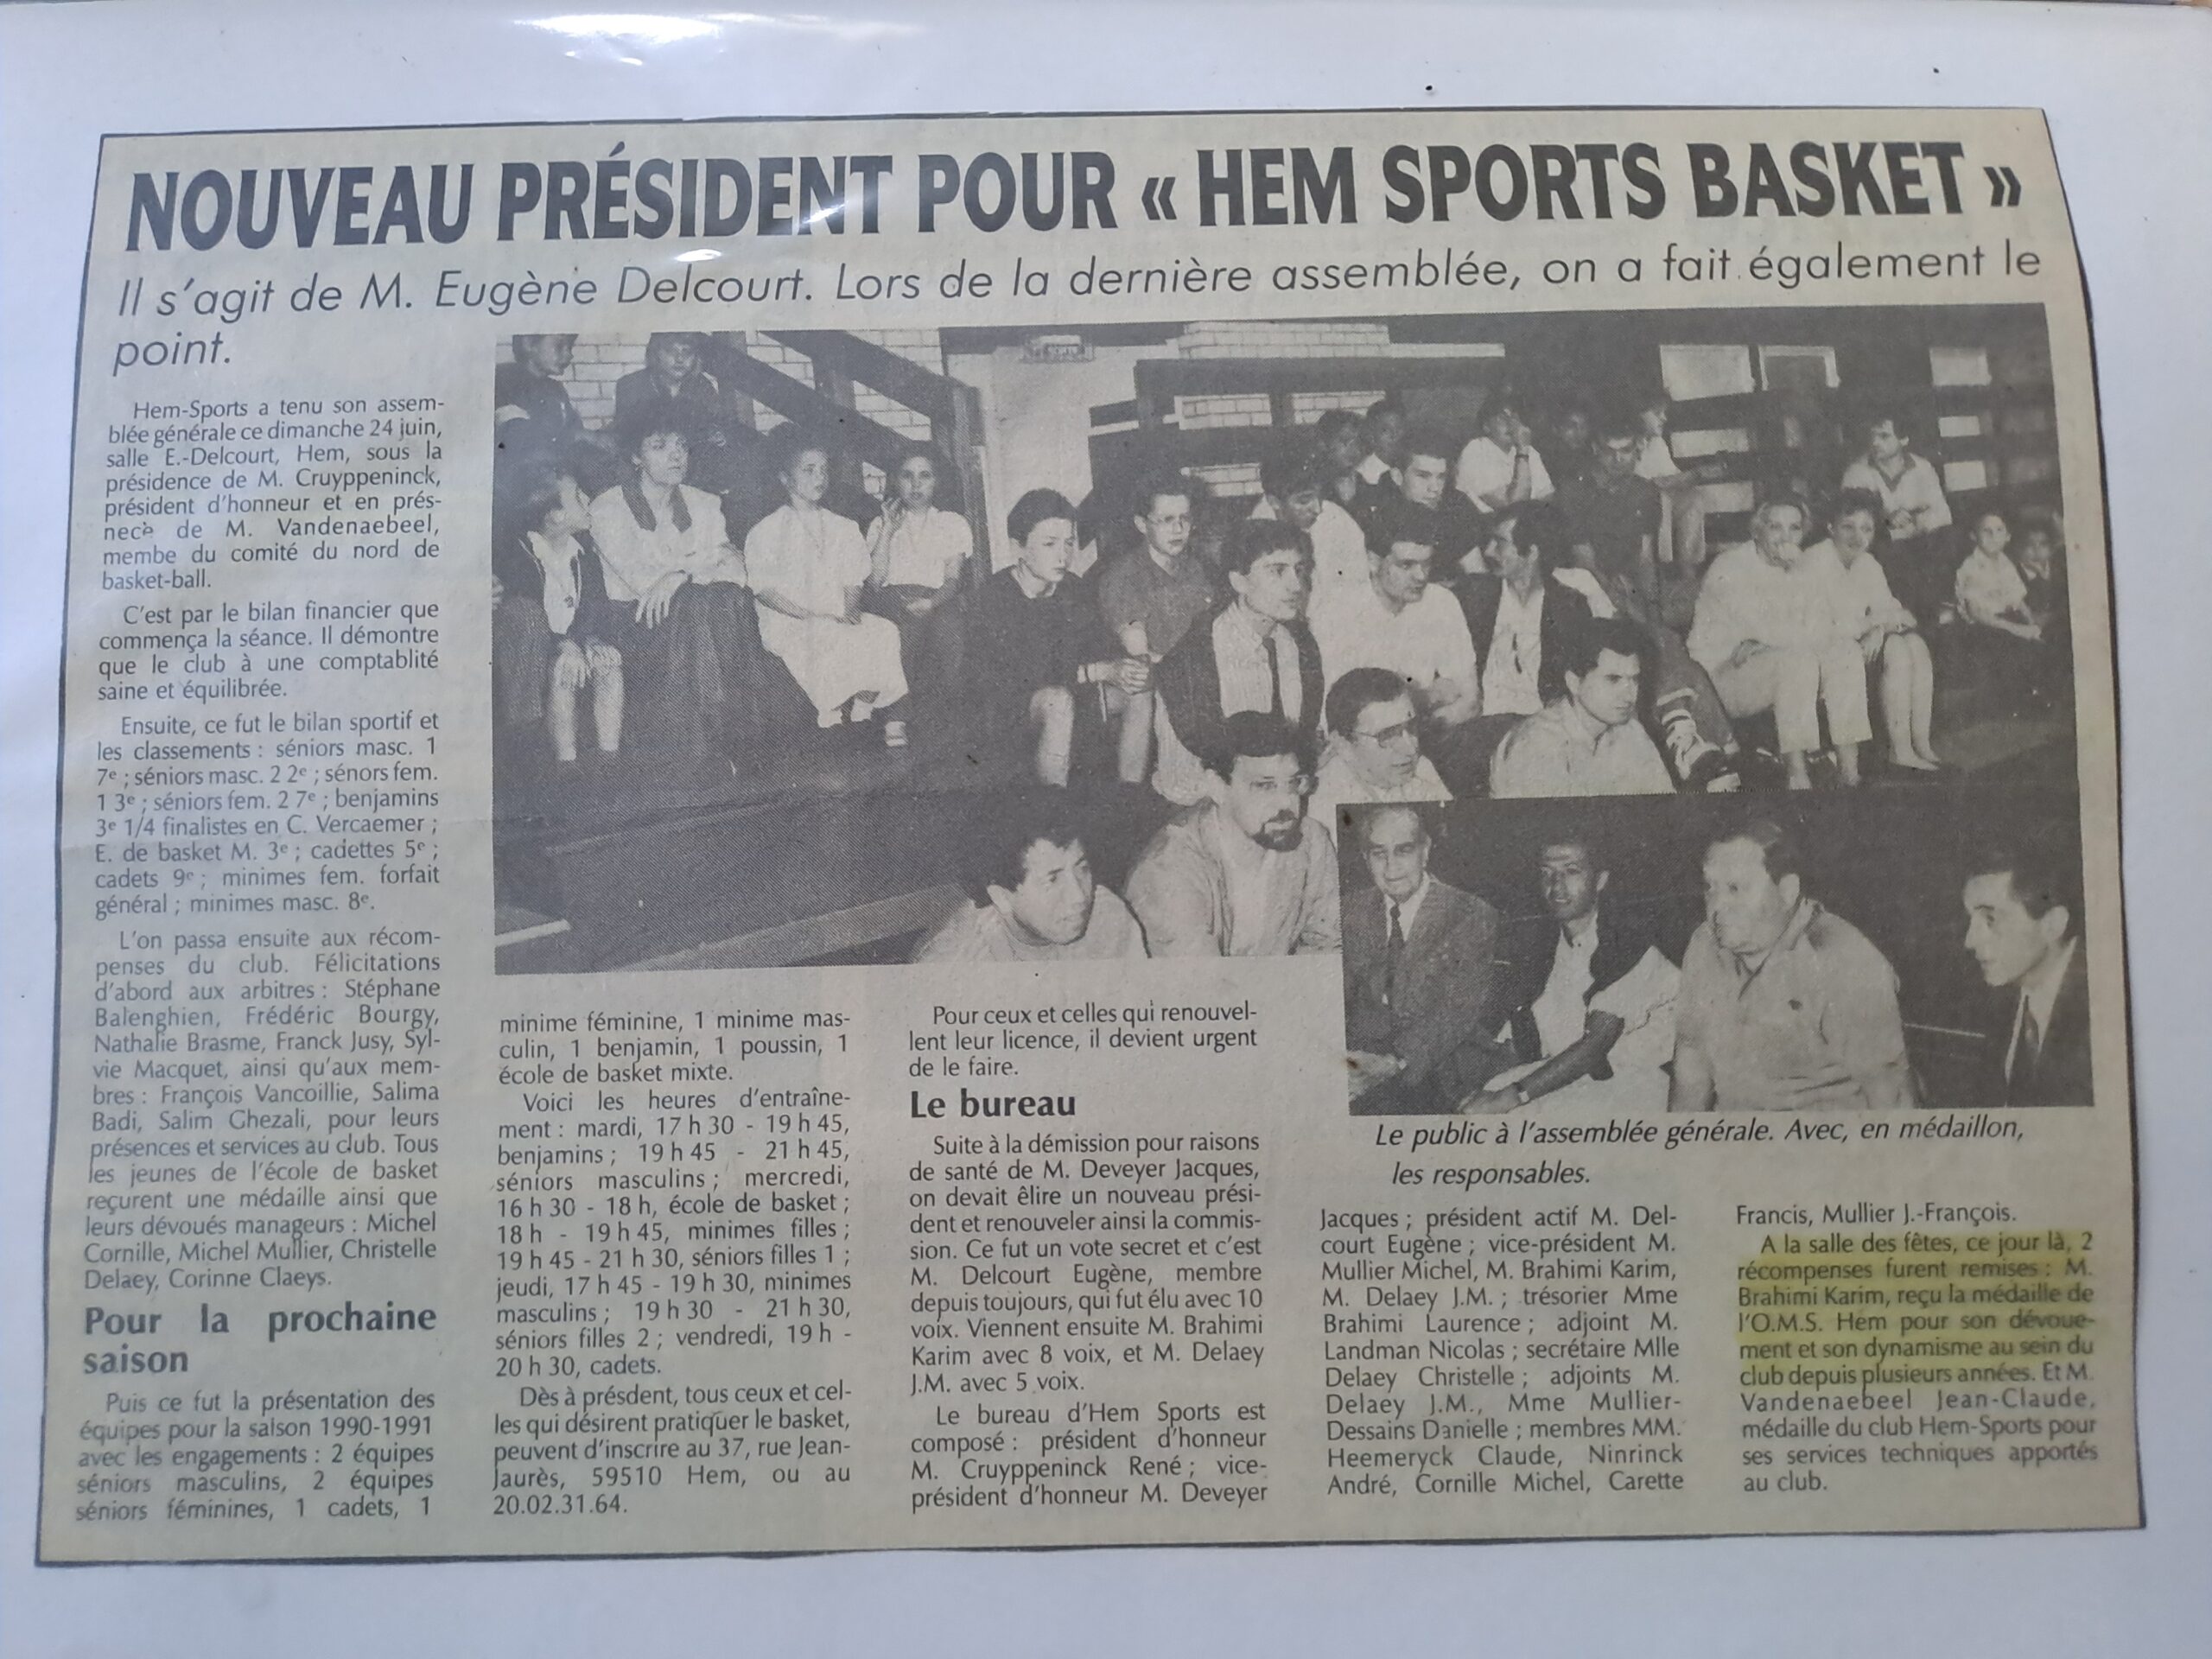 NOUVEAU PRÉSIDENT POUR « HEM SPORTS BASKET »
Il s'agit de M. Eugène Delcourt. Lors de la dernière assemblée, on a fait également le
point.
Hem-Sports a tenu son assem-
blée générale ce dimanche 24 juin,
salle E.-Delcourt, Hem, sous la
présidence de M. Cruyppeninck,
président d'honneur et en prés-
nece de M. Vandenaebeel,
membe du comité du nord de
basket-ball.
C'est par le bilan financier que
commença la séance. Il démontre
que le club à une comptablité
saine et équilibrée.
Ensuite, ce fut le bilan sportif et
les classements : séniors masc. 1
7e ; séniors masc. 2 2e ; sénors fem.
1 3e ; séniors fem. 2 7e ; benjamins
3e 1/4 finalistes en C. Vercaemer ;
E. de basket M. 3e ; cadettes 5e ;
cadets 9e ; minimes fem. forfait
général ; minimes masc. 8e.
L'on passa ensuite aux récom-
penses du club. Félicitations
d'abord aux arbitres : Stéphane
Balenghien, Frédéric Bourgy,
Nathalie Brasme, Franck Jusy, Syl-
vie Macquet, ainsi qu'aux mem-
bres : François Vancoillie, Salima
Badi, Salim Ghezali, pour leurs
présences et services au club. Tous
les jeunes de l'école de basket
reçurent une médaille ainsi que
leurs dévoués manageurs : Michel
Cornille, Michel Mullier, Christelle
Delaey, Corinne Claeys.
Pour la prochaine
saison
Puis ce fut la présentation des
équipes pour la saison 1990-1991
avec les engagements : 2 équipes
séniors masculins, 2 équipes
séniors féminines, 1 cadets, 1
minime féminine, 1 minime mas-
culin, 1 benjamin, 1 poussin, 1
école de basket mixte.
Voici les heures d'entraîne-
ment : mardi, 17 h 30 - 19 h 45,
benjamins ; 19 h 45 - 21 h 45,
séniors masculins ; mercredi,
16 h 30 - 18 h, école de basket ;
18 h - 19 h 45, minimes filles ;
19 h 45 - 21 h 30, séniors filles 1 ;
jeudi, 17 h 45 - 19 h 30, minimes
masculins ; 19 h 30 - 21 h 30,
séniors filles 2 ; vendredi, 19 h -
20 h 30, cadets.
Dès à présdent, tous ceux et cel-
les qui désirent pratiquer le basket,
peuvent d'inscrire au 37, rue Jean-
Jaurès, 59510 Hem, ou au
20.02.31.64.
Pour ceux et celles qui renouvel-
lent leur licence, il devient urgent
de le faire.
Le bureau
Suite à la démission pour raisons
de santé de M. Deveyer Jacques,
on devait êlire un nouveau prési-
dent et renouveler ainsi la commis-
sion. Ce fut un vote secret et c'est
M. Delcourt Eugène, membre
depuis toujours, qui fut élu avec 10
voix. Viennent ensuite M. Brahimi
Karim avec 8 voix, et M. Delaey
J.M. avec 5 voix.
Le bureau d'Hem Sports est
composé : président d'honneur
M. Cruyppeninck René ; vice-
président d'honneur M. Deveyer
Le public à l'assemblée générale. Avec, en médaillon,
les responsables.
Jacques ; président actif M. Del-
court Eugène ; vice-président M.
Mullier Michel, M. Brahimi Karim,
M. Delaey J.M. ; trésorier Mme
Brahimi Laurence ; adjoint M.
Landman Nicolas ; secrétaire Mlle
Delaey Christelle ; adjoints M.
Delaey J.M., Mme Mullier-
Dessains Danielle ; membres MM.
Heemeryck Claude, Ninrinck
André, Cornille Michel, Carette
Francis, Mullier J.-François.
A la salle des fêtes, ce jour là, 2
récompenses furent remises : M.
Brahimi Karim, reçu la médaille de
l'O.M.S. Hem pour son dévoue-
ment et son dynamisme au sein du
club depuis plusieurs années. Et M.
Vandenaebeel Jean-Claude,
médaille du club Hem-Sports pour
ses services techniques apportés
au club.